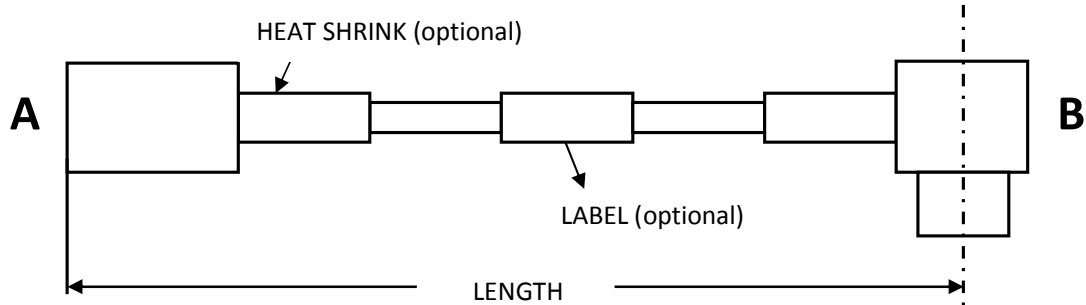 HEAT SHRINK (optional)
A
B
LABEL (optional)
LENGTH